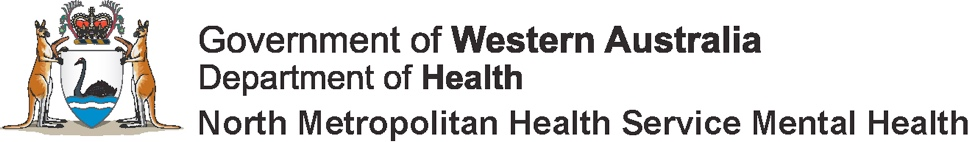 Government of Western Australia
Department of Health
North Metropolitan Health Service Mental Health